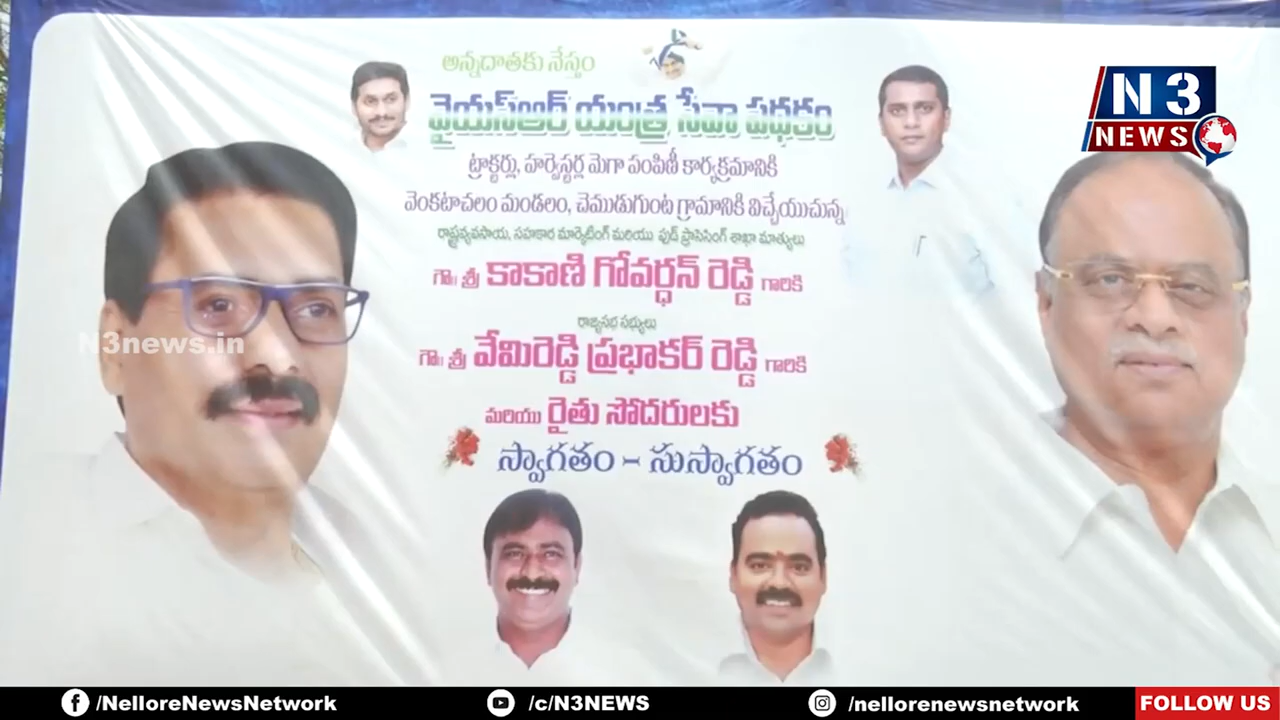 అన్నదాతకు నేస్తం
వైయస్ఆర్ యంత్ర సేవా పథకం
N3
NEWS
ట్రాక్టర్లు, హార్వెస్టర్ల మెగా పంపిణీ కార్యక్రమానికి
వెంకటాచలం మండలం, చెముడుగుంట గ్రామానికి విచ్చేయుచున్న
రాష్ట్రవ్యవసాయ, సహకార మార్కెటింగ్ మరియు ఫుడ్ ప్రాసెసింగ్ శాఖా మాత్యులు
గౌ॥ శ్రీ కాకాణి గోవర్ధన్ రెడ్డి గారికి
రాజ్యసభ సభ్యులు
N3news.in
గౌ॥ శ్రీ వేమిరెడ్డి ప్రభాకర్ రెడ్డి గారికి
మరియు రైతు సోదరులకు
స్వాగతం - సుస్వాగతం
/NelloreNewsNetwork
/c/N3NEWS
/nellorenewsnetwork
FOLLOW US